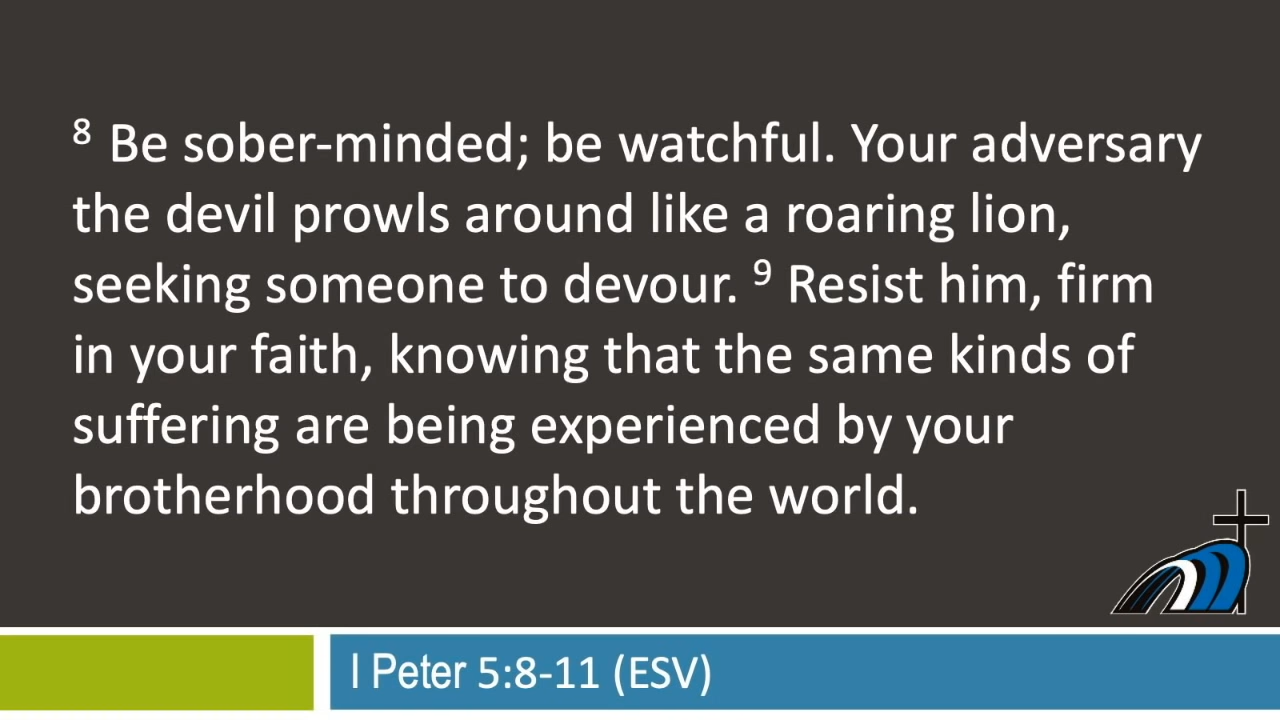 ⁸ Be sober-minded; be watchful. Your adversary
the devil prowls around like a roaring lion,
seeking someone to devour. ⁹ Resist him, firm
in your faith, knowing that the same kinds of
suffering are being experienced by your
brotherhood throughout the world.
I Peter 5:8-11 (ESV)